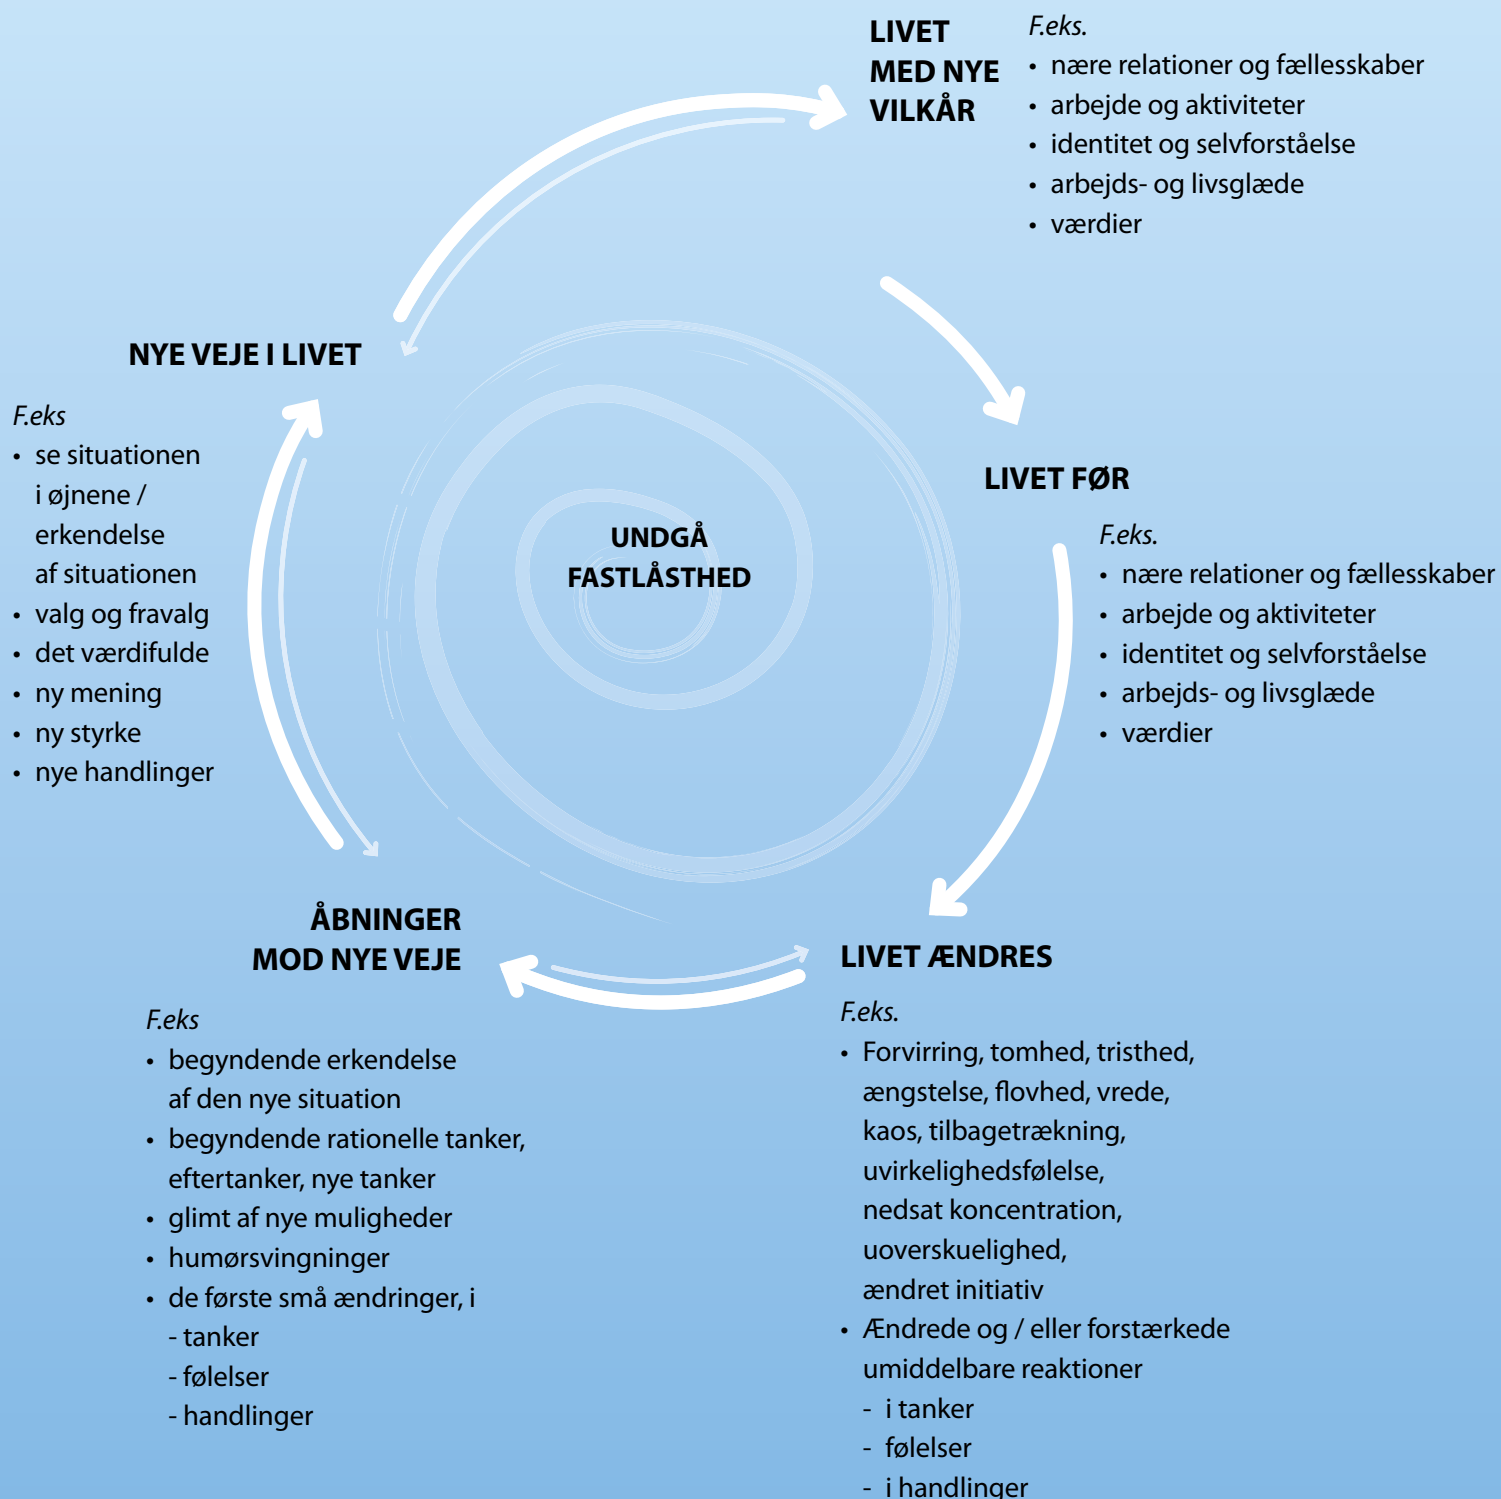 LIVET
MED NYE
VILKÅR
F.eks.
• nære relationer og fællesskaber
• arbejde og aktiviteter
• identitet og selvforståelse
• arbejds- og livsglæde
• værdier
LIVET FØR
F.eks.
• nære relationer og fællesskaber
• arbejde og aktiviteter
• identitet og selvforståelse
• arbejds- og livsglæde
• værdier
LIVET ÆNDRES
F.eks.
• Forvirring, tomhed, tristhed,
ængstelse, flovhed, vrede,
kaos, tilbagetrækning,
uvirkelighedsfølelse,
nedsat koncentration,
uoverskuelighed,
ændret initiativ
• Ændrede og / eller forstærkede
umiddelbare reaktioner
- i tanker
- følelser
- i handlinger
ÅBNINGER
MOD NYE VEJE
F.eks
• begyndende erkendelse
af den nye situation
• begyndende rationelle tanker,
eftertanker, nye tanker
• glimt af nye muligheder
• humørsvingninger
• de første små ændringer, i
- tanker
- følelser
- handlinger
NYE VEJE I LIVET
F.eks
• se situationen
i øjnene /
erkendelse
af situationen
• valg og fravalg
• det værdifulde
• ny mening
• ny styrke
• nye handlinger
UNDGÅ
FASTLÅSTHED